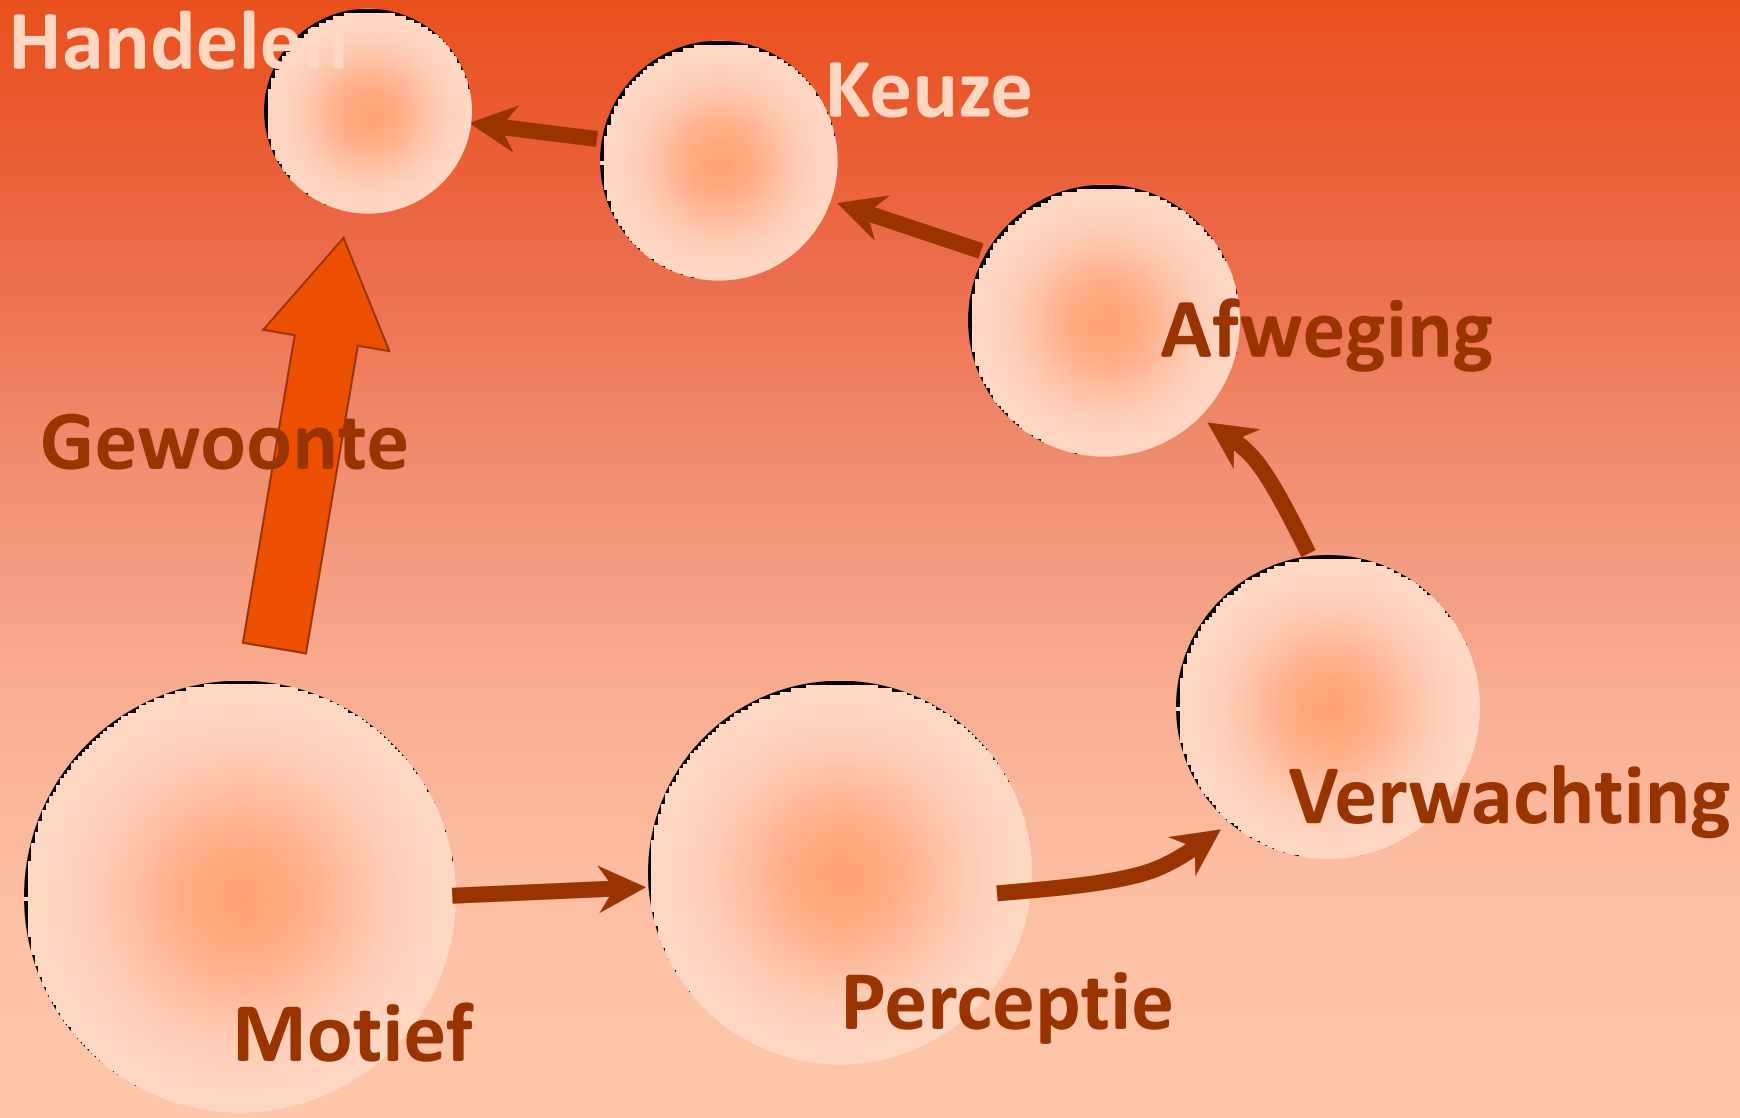 Handelen
Keuze
Afweging
Gewoonte
Verwachting
Perceptie
Motief